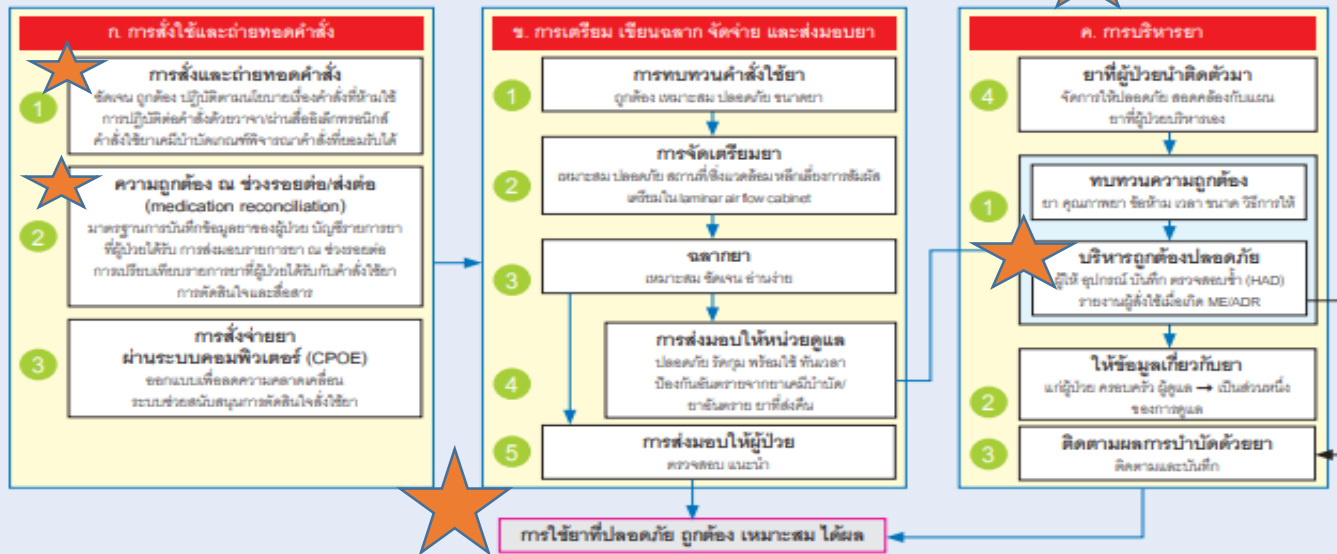 ก. การสั่งใช้และถ่ายทอดคำสั่ง
1
การสั่งและถ่ายทอดคำสั่ง
ชัดเจน ถูกต้อง ปฏิบัติตามนโยบายเรื่องคำสั่งที่ห้ามใช้
การปฏิบัติต่อคำสั่งด้วยวาจา/ผ่านสื่ออิเล็กทรอนิกส์
คำสั่งใช้ยาเคมีบำบัดเกณฑ์พิจารณาคำสั่งที่ยอมรับได้
2
ความถูกต้อง ณ ช่วงรอยต่อ/ส่งต่อ
(medication reconciliation)
มาตรฐานการบันทึกข้อมูลยาของผู้ป่วย บัญชีรายการยา
ที่ผู้ป่วยได้รับ การส่งมอบรายการยา ณ ช่วงรอยต่อ
การเปรียบเทียบรายการยาที่ผู้ป่วยได้รับกับคำสั่งใช้ยา
การตัดสินใจและสื่อสาร
3
การสั่งจ่ายยา
ผ่านระบบคอมพิวเตอร์ (CPOE)
ออกแบบเพื่อลดความคลาดเคลื่อน
ระบบช่วยสนับสนุนการตัดสินใจสั่งใช้ยา
ข. การเตรียม เขียนฉลาก จัดจ่าย และส่งมอบยา
1
การทบทวนคำสั่งใช้ยา
ถูกต้อง เหมาะสม ปลอดภัย ขนาดยา
2
การจัดเตรียมยา
เหมาะสม ปลอดภัย สถานที่/สิ่งแวดล้อม หลีกเลี่ยงการสัมผัส
เตรียมใน laminar air flow cabinet
3
ฉลากยา
เหมาะสม ชัดเจน อ่านง่าย
4
การส่งมอบให้หน่วยดูแล
ปลอดภัย รัดกุม พร้อมใช้ ทันเวลา
ป้องกันอันตรายจากยาเคมีบำบัด/
ยาอันตราย ยาที่ส่งคืน
5
การส่งมอบให้ผู้ป่วย
ตรวจสอบ แนะนำ
ค. การบริหารยา
4
ยาที่ผู้ป่วยนำติดตัวมา
จัดการให้ปลอดภัย สอดคล้องกับแผน
ยาที่ผู้ป่วยบริหารเอง
1
ทบทวนความถูกต้อง
ยา คุณภาพยา ข้อห้าม เวลา ขนาด วิธีการให้
บริหารถูกต้องปลอดภัย
ผู้ให้ อุปกรณ์ บันทึก ตรวจสอบซ้ำ (HAD)
รายงานผู้สั่งใช้เมื่อเกิด ME/ADR
2
ให้ข้อมูลเกี่ยวกับยา
แก่ผู้ป่วย ครอบครัว ผู้ดูแล → เป็นส่วนหนึ่ง
ของการดูแล
3
ติดตามผลการบำบัดด้วยยา
ติดตามและบันทึก
การใช้ยาที่ปลอดภัย ถูกต้อง เหมาะสม ได้ผล